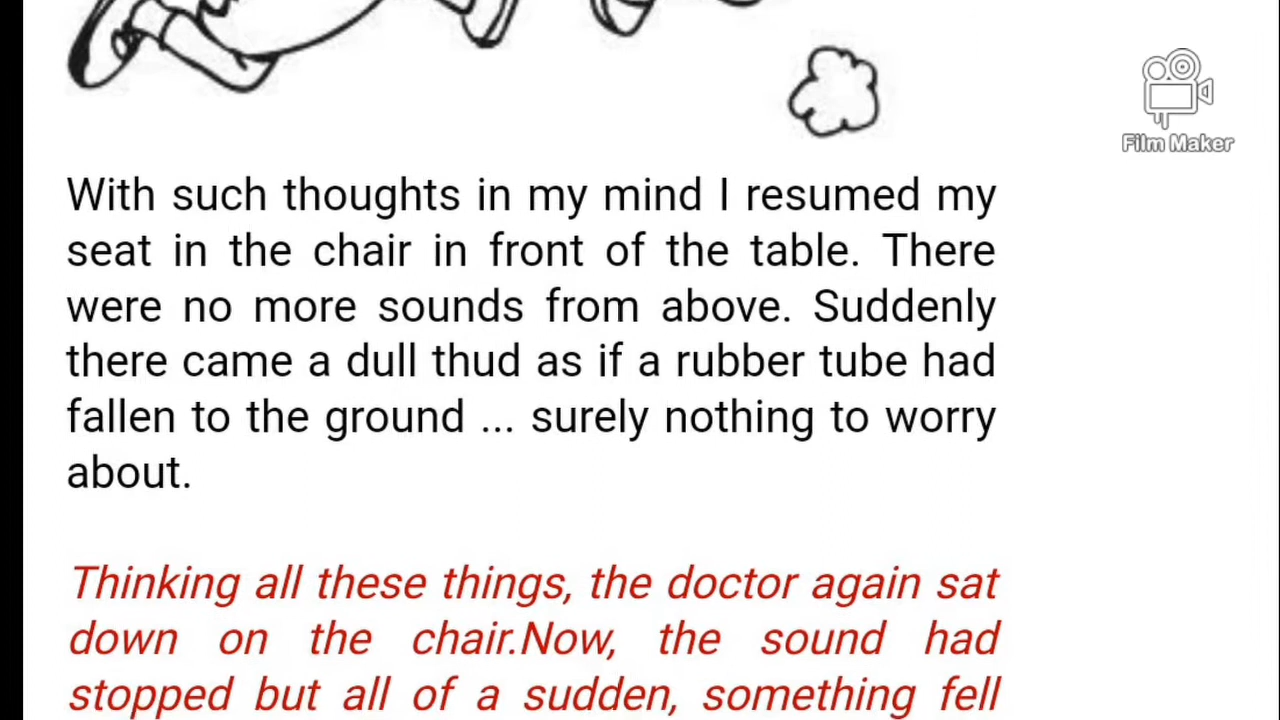 Film Maker
With such thoughts in my mind I resumed my
seat in the chair in front of the table. There
were no more sounds from above. Suddenly
there came a dull thud as if a rubber tube had
fallen to the ground ... surely nothing to worry
about.
Thinking all these things, the doctor again sat
down on the chair.Now, the sound had
stopped but all of a sudden, something fell